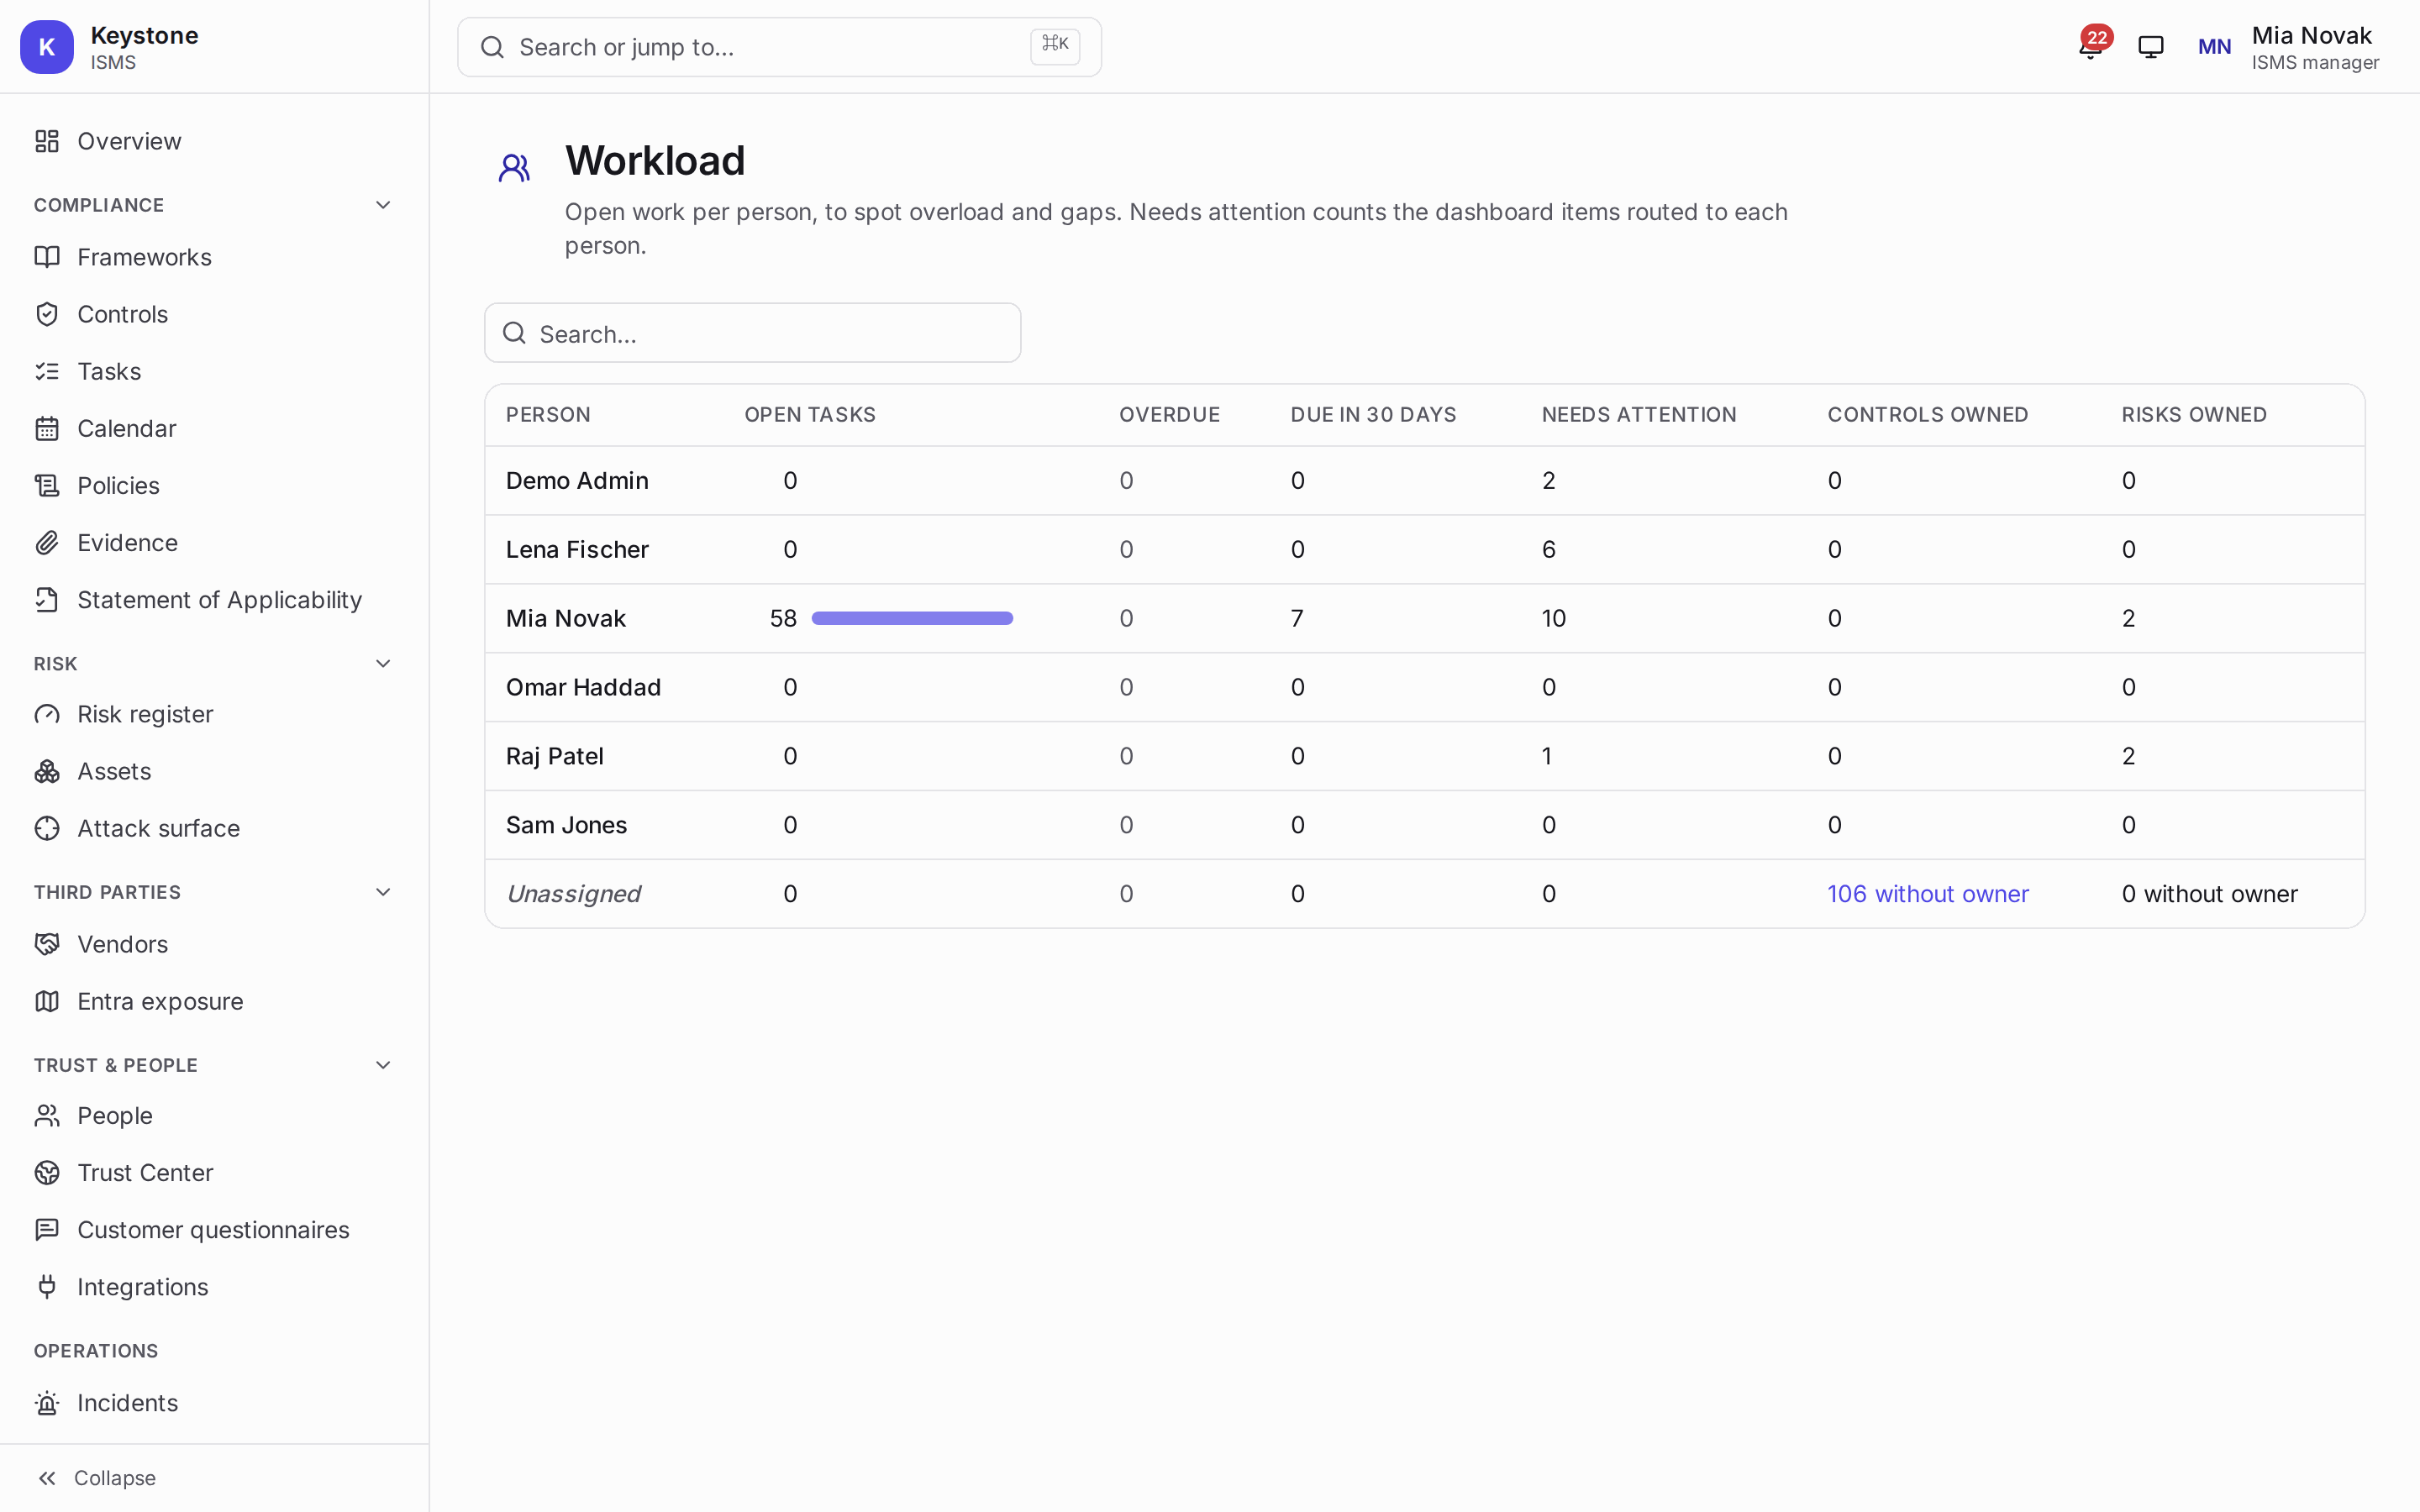 K
Keystone
ISMS
Search or jump to...
⌘K
22
MN
Mia Novak
ISMS manager
Overview
COMPLIANCE
Frameworks
Controls
Tasks
Calendar
Policies
Evidence
Statement of Applicability
RISK
Risk register
Assets
Attack surface
THIRD PARTIES
Vendors
Entra exposure
TRUST & PEOPLE
People
Trust Center
Customer questionnaires
Integrations
OPERATIONS
Incidents
Collapse
Workload
Open work per person, to spot overload and gaps. Needs attention counts the dashboard items routed to each
person.
Search...
PERSON OPEN TASKS OVERDUE DUE IN 30 DAYS NEEDS ATTENTION CONTROLS OWNED RISKS OWNED
Demo Admin 0 0 0 2 0 0
Lena Fischer 0 0 0 6 0 0
Mia Novak 58 0 7 10 0 2
Omar Haddad 0 0 0 0 0 0
Raj Patel 0 0 0 1 0 2
Sam Jones 0 0 0 0 0 0
Unassigned 0 0 0 0 106 without owner 0 without owner